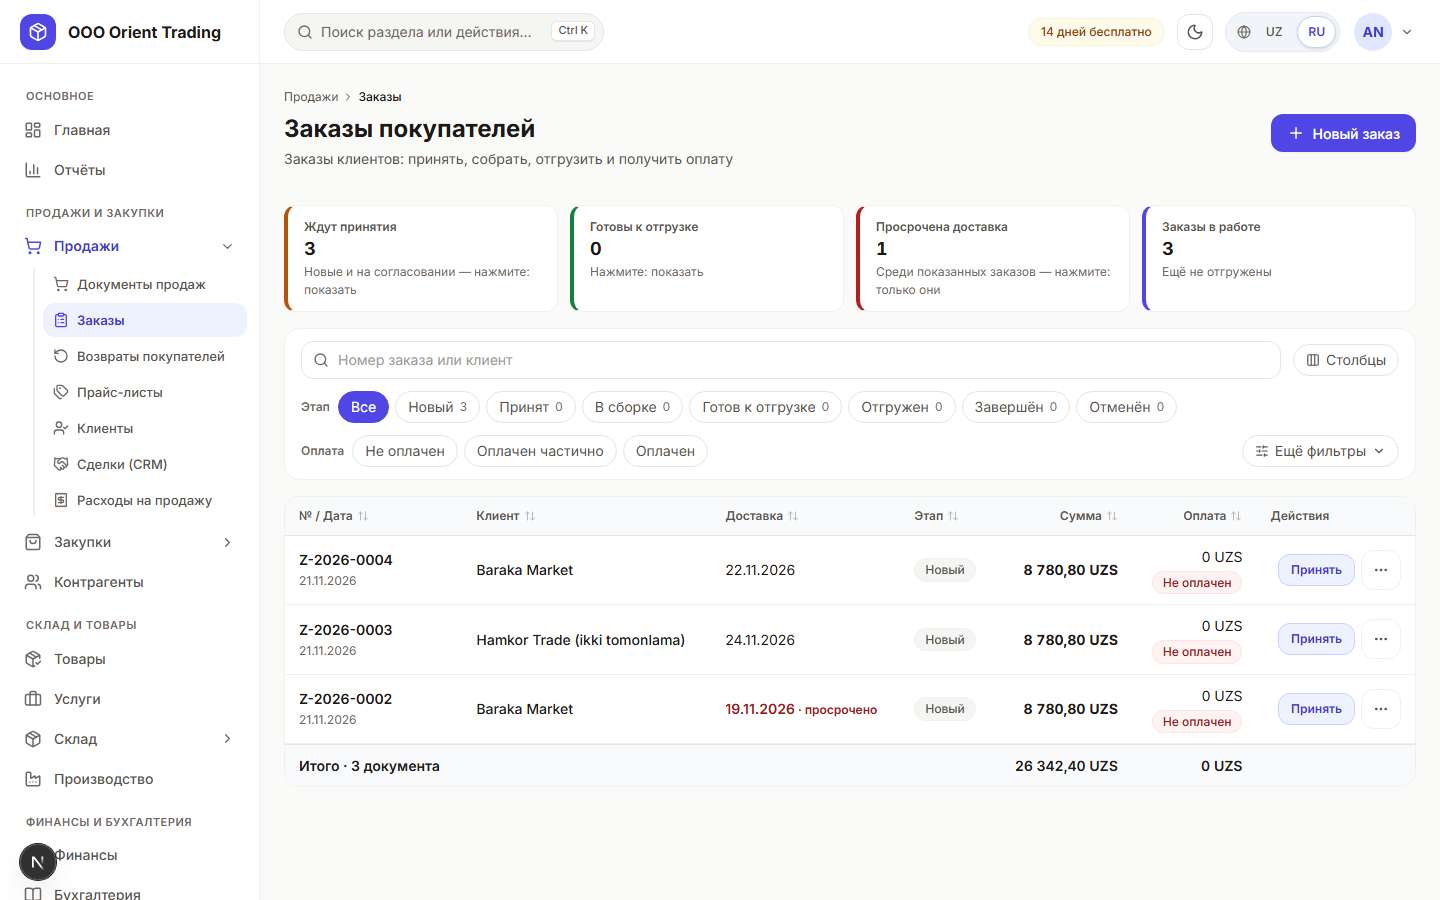 OOO Orient Trading
Поиск раздела или действия...
Ctrl K
14 дней бесплатно
UZ
RU
AN
ОСНОВНОЕ
Главная
Отчёты
ПРОДАЖИ И ЗАКУПКИ
Продажи
Документы продаж
Заказы
Возвраты покупателей
Прайс-листы
Клиенты
Сделки (CRM)
Расходы на продажу
Закупки
Контрагенты
СКЛАД И ТОВАРЫ
Товары
Услуги
Склад
Производство
ФИНАНСЫ И БУХГАЛТЕРИЯ
N
Финансы
Бухгалтерия
Продажи > Заказы
Заказы покупателей
Заказы клиентов: принять, собрать, отгрузить и получить оплату
+ Новый заказ
Ждут принятия
3
Новые и на согласовании — нажмите:
показать
Готовы к отгрузке
0
Нажмите: показать
Просрочена доставка
1
Среди показанных заказов — нажмите:
только они
Заказы в работе
3
Ещё не отгружены
Номер заказа или клиент
Столбцы
Этап Все Новый 3 Принят 0 В сборке 0 Готов к отгрузке 0 Отгружен 0 Завершён 0 Отменён 0
Оплата Не оплачен Оплачен частично Оплачен Ещё фильтры
№ / Дата Клиент Доставка Этап Сумма Оплата Действия
Z-2026-0004
21.11.2026
Baraka Market
22.11.2026
Новый
8 780,80 UZS
0 UZS
Не оплачен
Принять
Z-2026-0003
21.11.2026
Hamkor Trade (ikki tomonlama)
24.11.2026
Новый
8 780,80 UZS
0 UZS
Не оплачен
Принять
Z-2026-0002
21.11.2026
Baraka Market
19.11.2026 · просрочено
Новый
8 780,80 UZS
0 UZS
Не оплачен
Принять
Итого · 3 документа 26 342,40 UZS 0 UZS